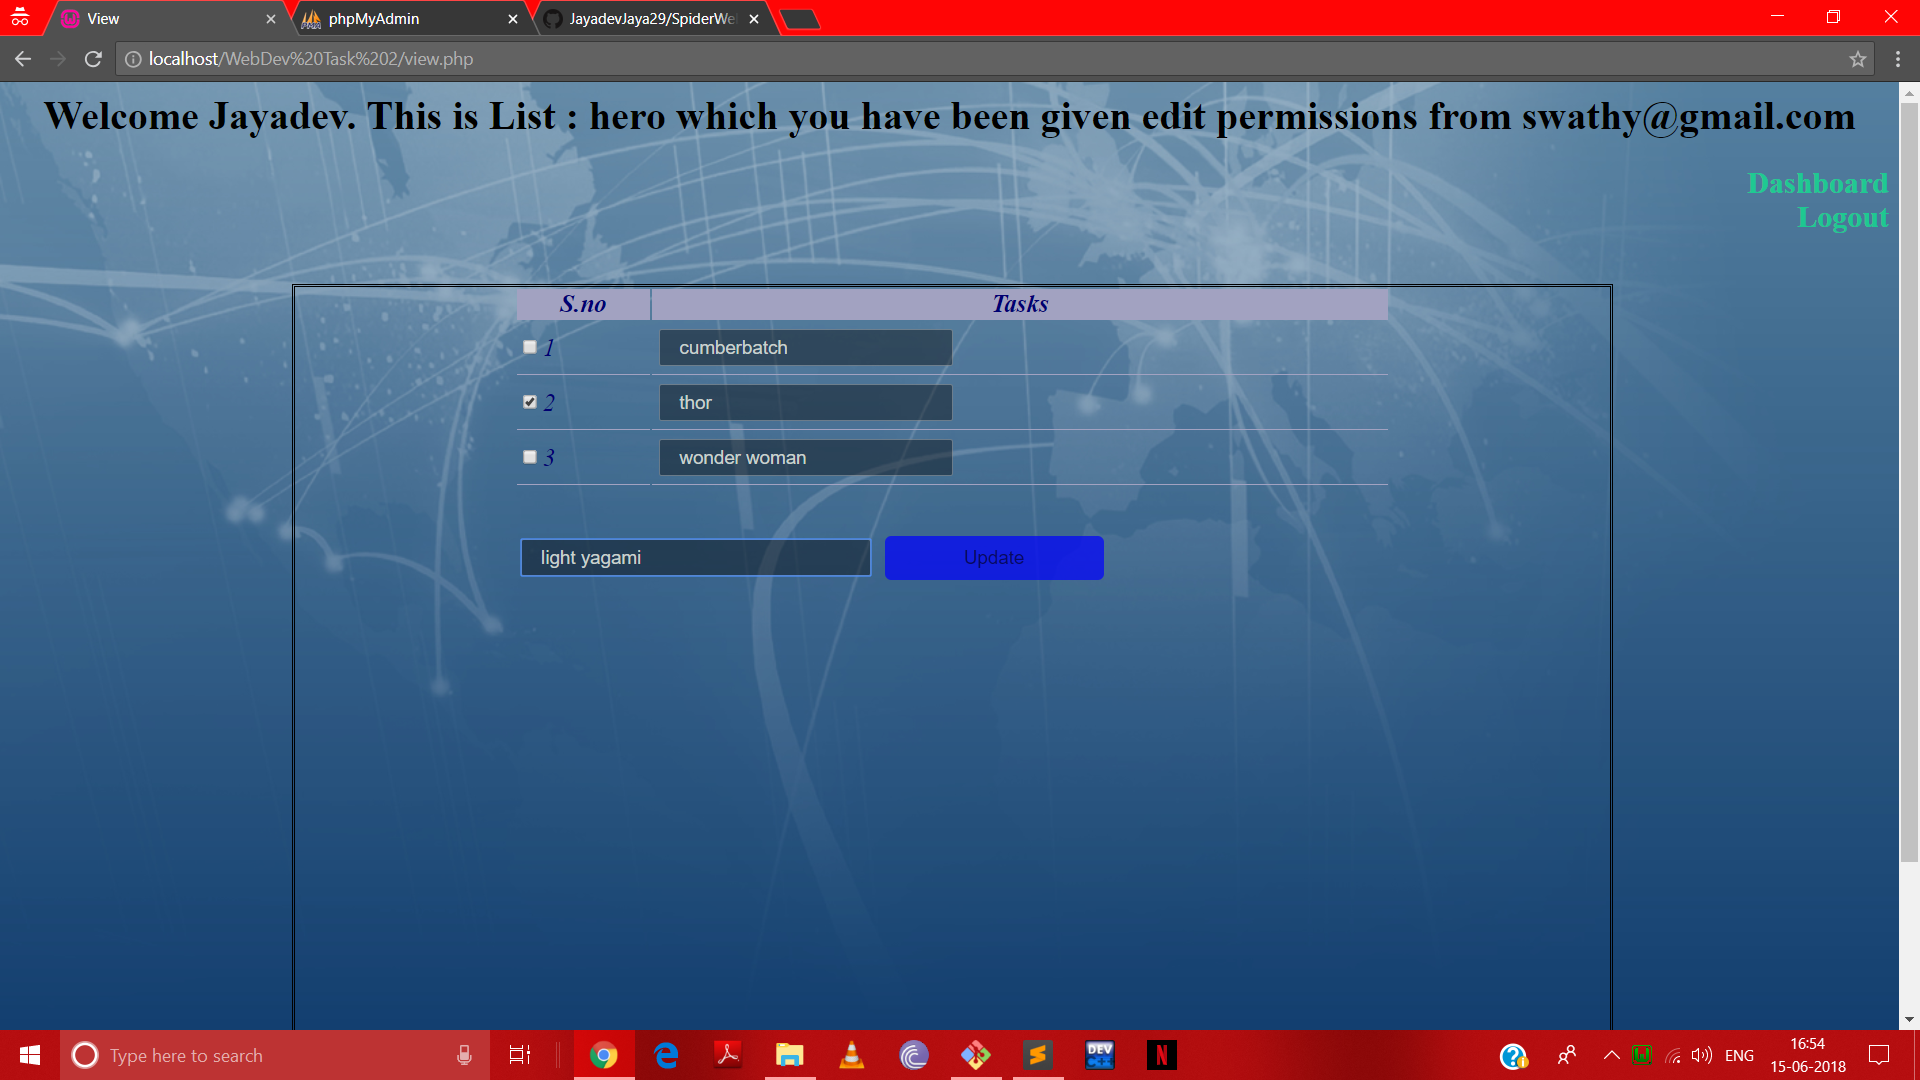 View
phpMyAdmin
JayadevJaya29/SpiderWe
localhost/WebDev%20Task%202/view.php
Welcome Jayadev. This is List : hero which you have been given edit permissions from swathy@gmail.com
Dashboard
Logout
S.no Tasks
1 cumberbatch
2 thor
3 wonder woman
light yagami Update
Type here to search
DEV
C++
N
ENG
16:54
15-06-2018